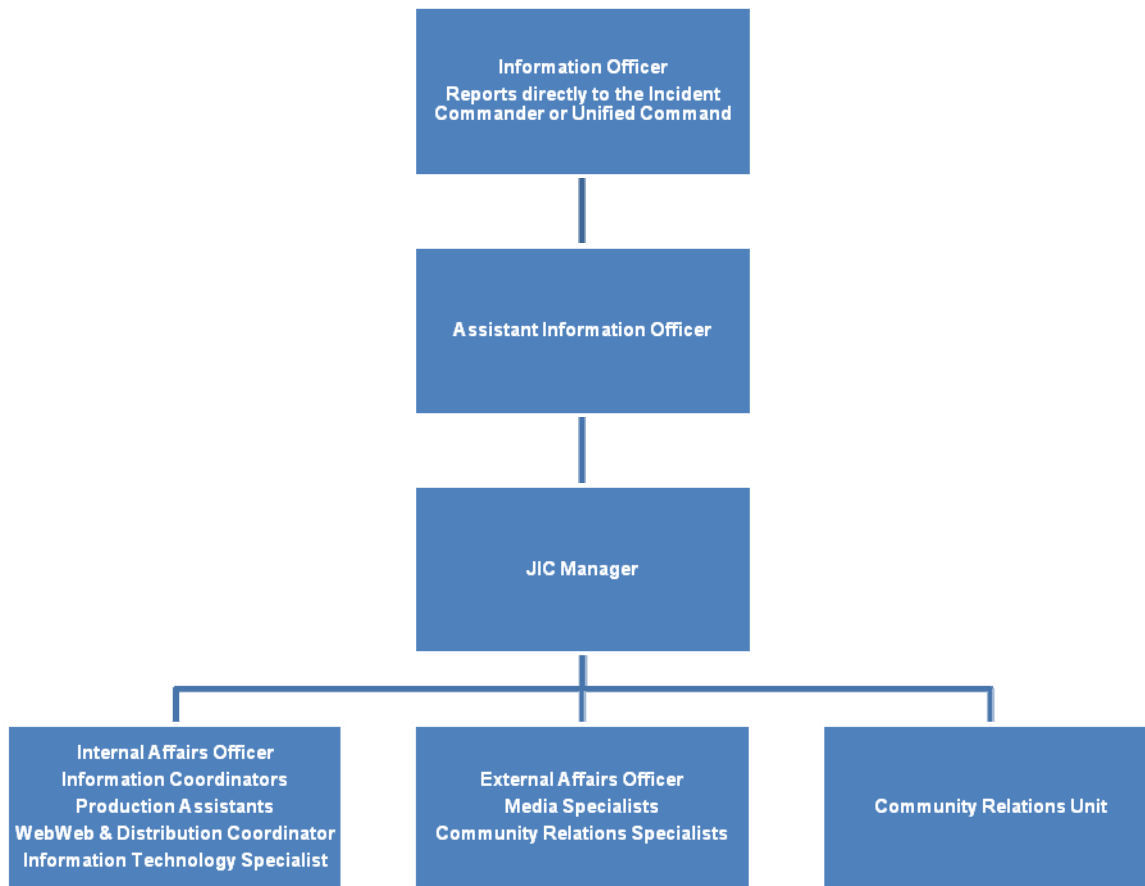 Information Officer
Reports directly to the Incident
Commander or Unified Command
Assistant Information Officer
JIC Manager
Internal Affairs Officer
Information Coordinators
Production Assistants
WebWeb & Distribution Coordinator
Information Technology Specialist
External Affairs Officer
Media Specialists
Community Relations Specialists
Community Relations Unit